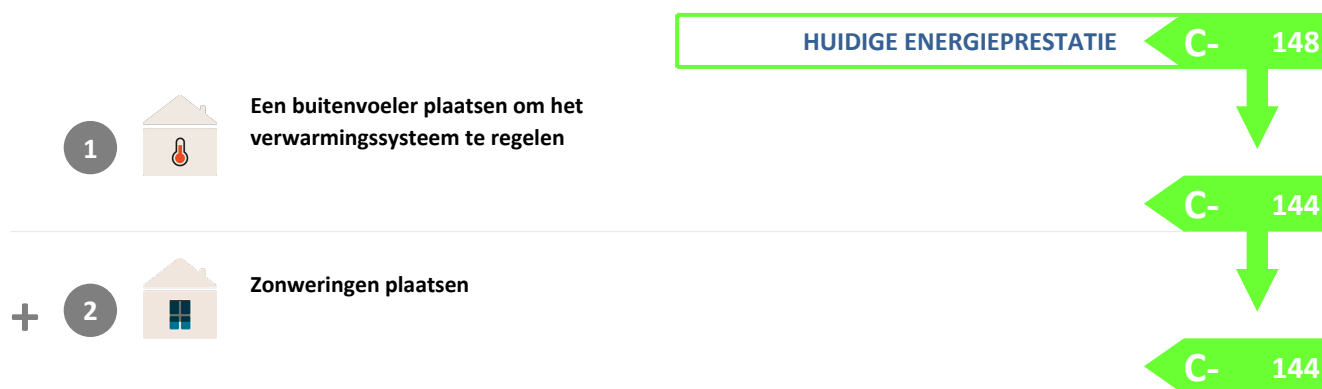 HUIDIGE ENERGIEPRESTATIE C- 148
1 Een buitenvoeler plaatsen om het
verwarmingssysteem te regelen
C- 144
+ 2 Zonweringen plaatsen
C- 144